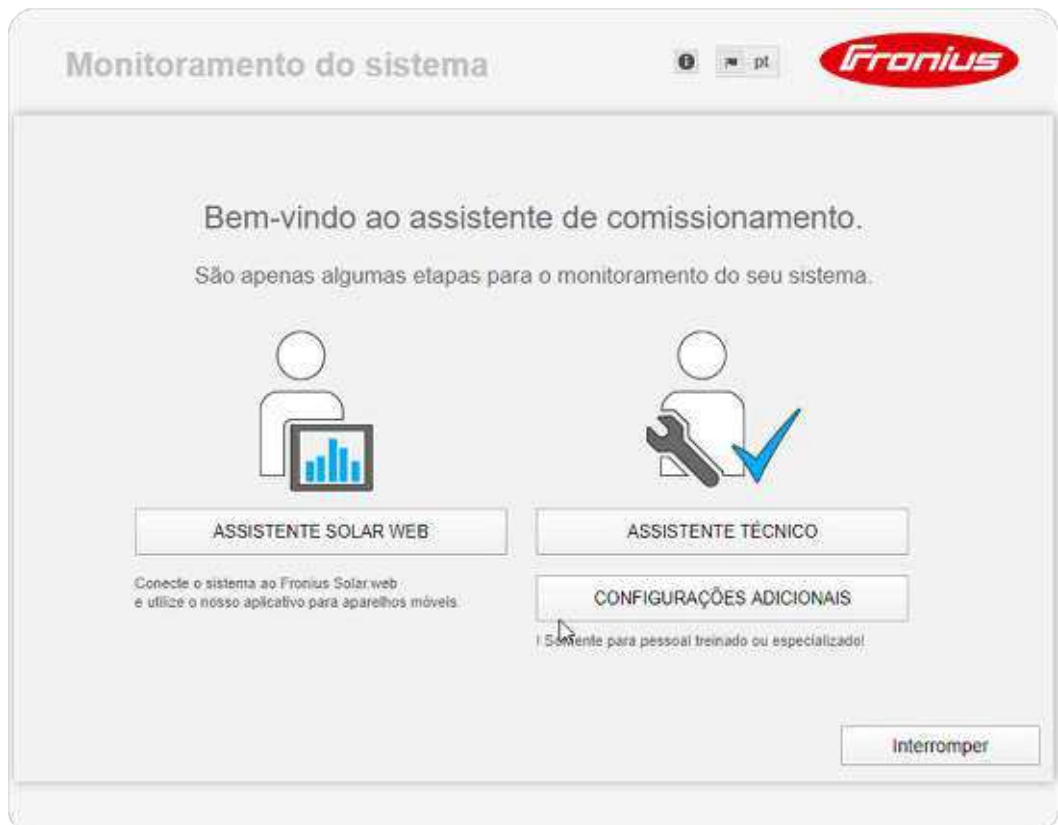 Monitoramento do sistema
pt
Fronius
Bem-vindo ao assistente de comissionamento.
São apenas algumas etapas para o monitoramento do seu sistema.
ASSISTENTE SOLAR WEB
Conecte o sistema ao Fronius Solar.web
e utilize o nosso aplicativo para aparelhos móveis.
ASSISTENTE TÉCNICO
CONFIGURAÇÕES ADICIONAIS
! Somente para pessoal treinado ou especializado!
Interromper